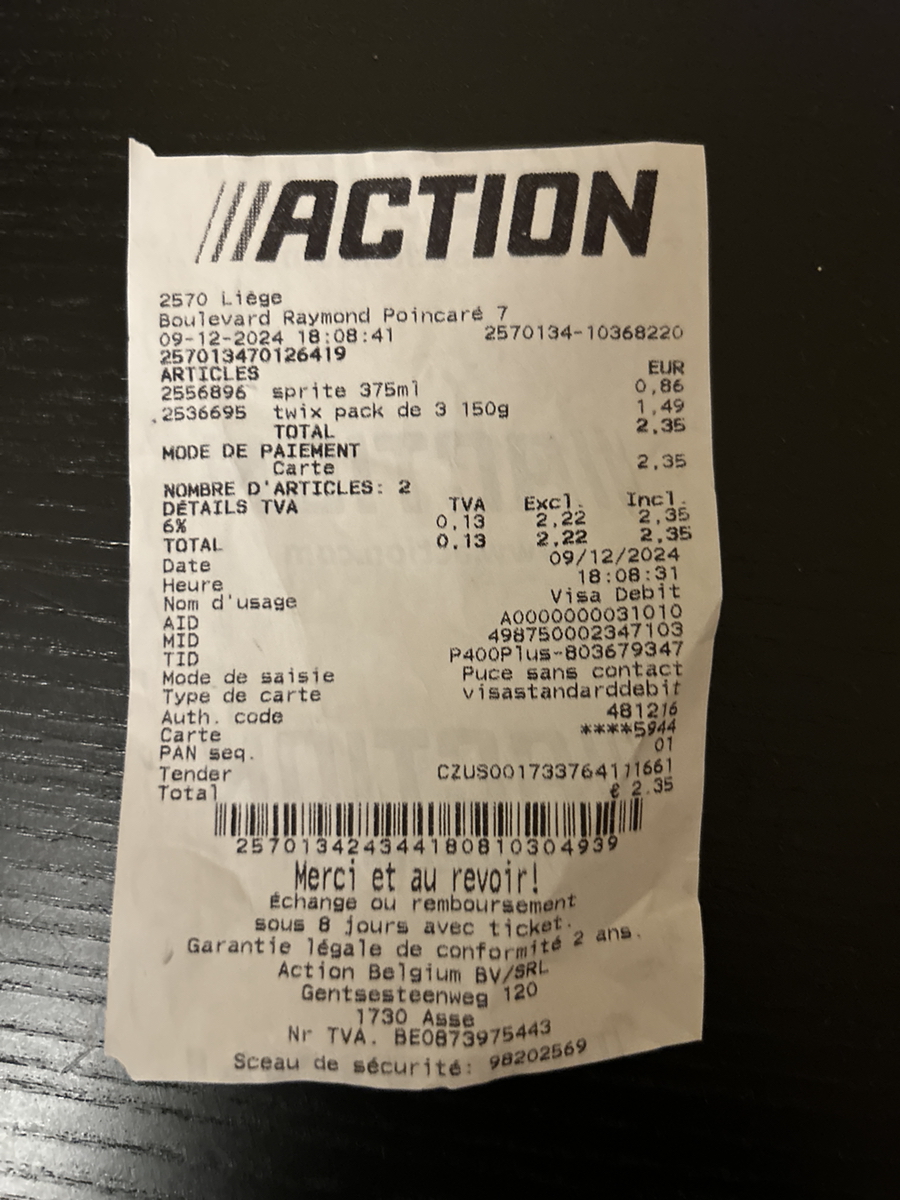 ACTION
2570 Liège
Boulevard Raymond Poincaré 7
09-12-2024 18:08:41 2570134-10368220
257013470126419
ARTICLES EUR
2556896 sprite 375ml 0,86
2536695 twix pack de 3 150g 1,49
TOTAL 2,35
MODE DE PAIEMENT
Carte 2,35
NOMBRE D'ARTICLES: 2
DÉTAILS TVA TVA Excl. Incl.
6% 0,13 2,22 2,35
TOTAL 0,13 2,22 2,35
Date 09/12/2024
Heure 18:08:31
Nom d'usage Visa Debit
AID A0000000031010
MID 498750002347103
TID P400Plus-803679347
Mode de saisie Puce sans contact
Type de carte visastandarddebit
Auth. code 481216
Carte ****5944
PAN seq. 01
Tender CZUS001733764111661
Total € 2.35
2570134243441808810304939
Merci et au revoir!
Échange ou remboursement
sous 8 jours avec ticket.
Garantie légale de conformité 2 ans.
Action Belgium BV/SRL
Gentsesteenweg 120
1730 Asse
Nr TVA. BE0873975443
Sceau de sécurité: 98202569